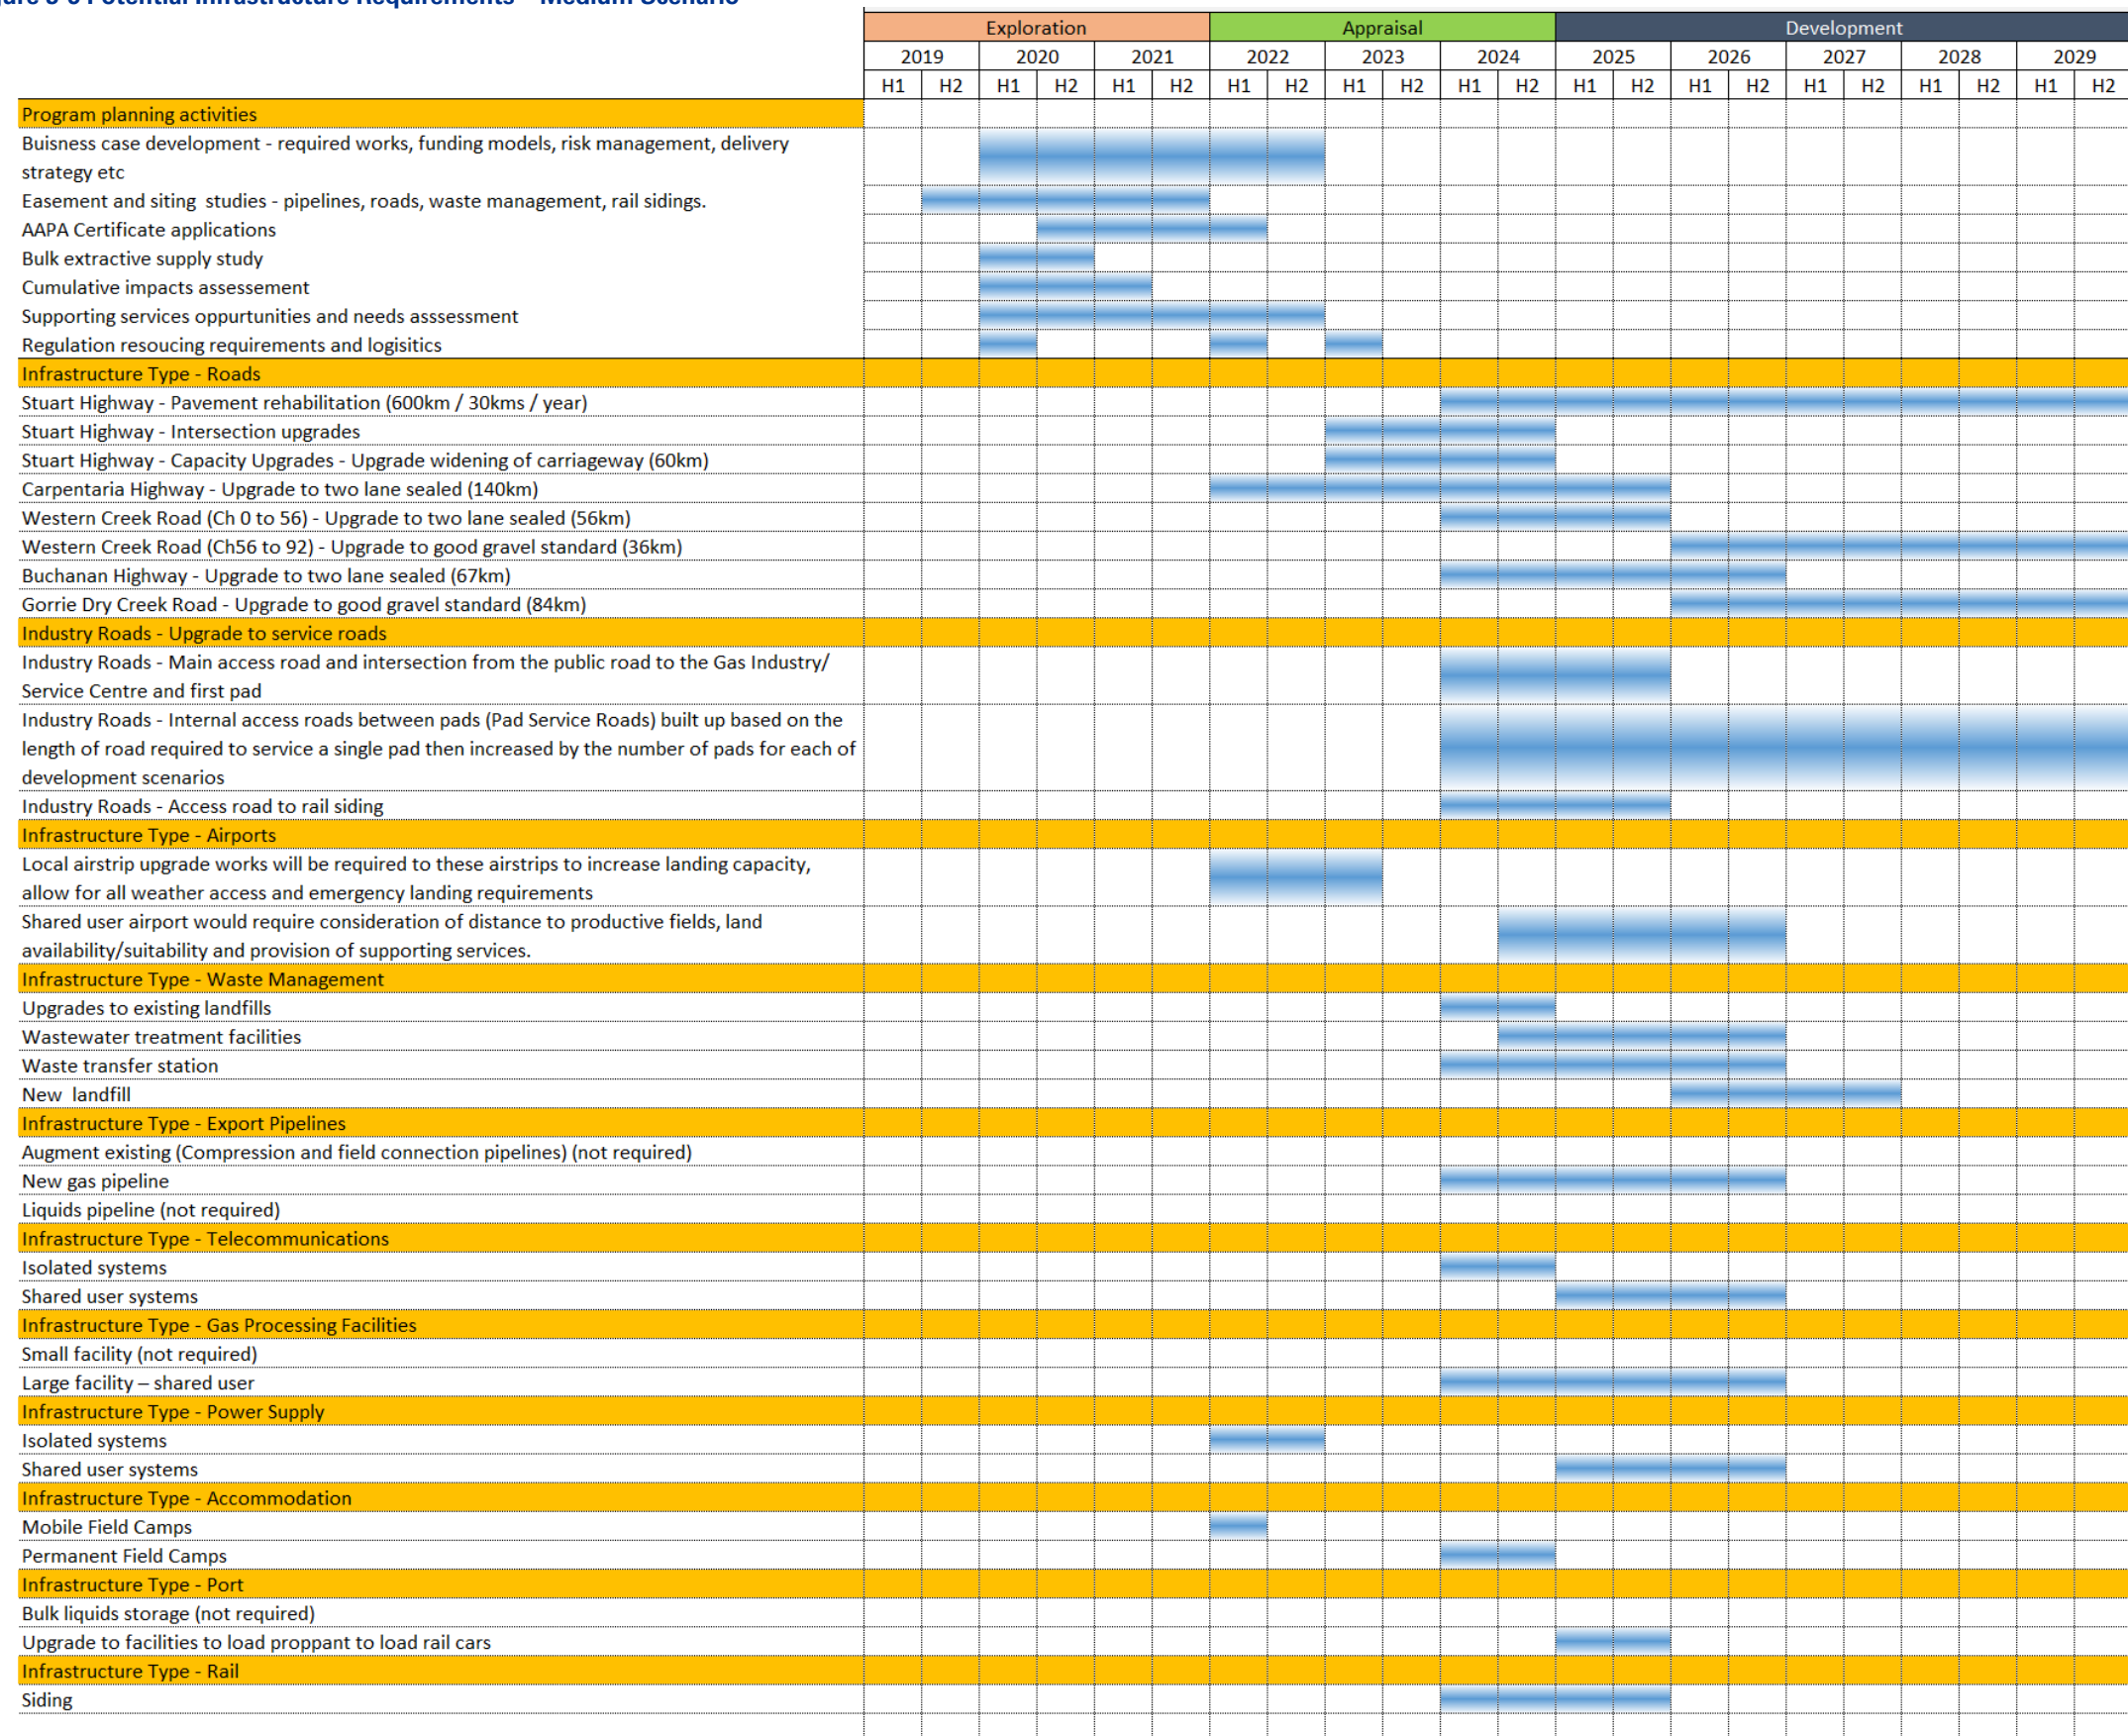 Potential Infrastructure Requirements – Medium Scenario
Exploration Appraisal Development
2019 2020 2021 2022 2023 2024 2025 2026 2027 2028 2029
H1 H2 H1 H2 H1 H2 H1 H2 H1 H2 H1 H2 H1 H2 H1 H2 H1 H2 H1 H2 H1 H2
Program planning activities
Buisness case development - required works, funding models, risk management, delivery
strategy etc
Easement and siting studies - pipelines, roads, waste management, rail sidings.
AAPA Certificate applications
Bulk extractive supply study
Cumulative impacts assessement
Supporting services oppurtunities and needs asssessment
Regulation resoucing requirements and logisitics
Infrastructure Type - Roads
Stuart Highway - Pavement rehabilitation (600km / 30kms / year)
Stuart Highway - Intersection upgrades
Stuart Highway - Capacity Upgrades - Upgrade widening of carriageway (60km)
Carpentaria Highway - Upgrade to two lane sealed (140km)
Western Creek Road (Ch 0 to 56) - Upgrade to two lane sealed (56km)
Western Creek Road (Ch56 to 92) - Upgrade to good gravel standard (36km)
Buchanan Highway - Upgrade to two lane sealed (67km)
Gorrie Dry Creek Road - Upgrade to good gravel standard (84km)
Industry Roads - Upgrade to service roads
Industry Roads - Main access road and intersection from the public road to the Gas Industry/
Service Centre and first pad
Industry Roads - Internal access roads between pads (Pad Service Roads) built up based on the
length of road required to service a single pad then increased by the number of pads for each of
development scenarios
Industry Roads - Access road to rail siding
Infrastructure Type - Airports
Local airstrip upgrade works will be required to these airstrips to increase landing capacity,
allow for all weather access and emergency landing requirements
Shared user airport would require consideration of distance to productive fields, land
availability/suitability and provision of supporting services.
Infrastructure Type - Waste Management
Upgrades to existing landfills
Wastewater treatment facilities
Waste transfer station
New landfill
Infrastructure Type - Export Pipelines
Augment existing (Compression and field connection pipelines) (not required)
New gas pipeline
Liquids pipeline (not required)
Infrastructure Type - Telecommunications
Isolated systems
Shared user systems
Infrastructure Type - Gas Processing Facilities
Small facility (not required)
Large facility – shared user
Infrastructure Type - Power Supply
Isolated systems
Shared user systems
Infrastructure Type - Accommodation
Mobile Field Camps
Permanent Field Camps
Infrastructure Type - Port
Bulk liquids storage (not required)
Upgrade to facilities to load proppant to load rail cars
Infrastructure Type - Rail
Siding